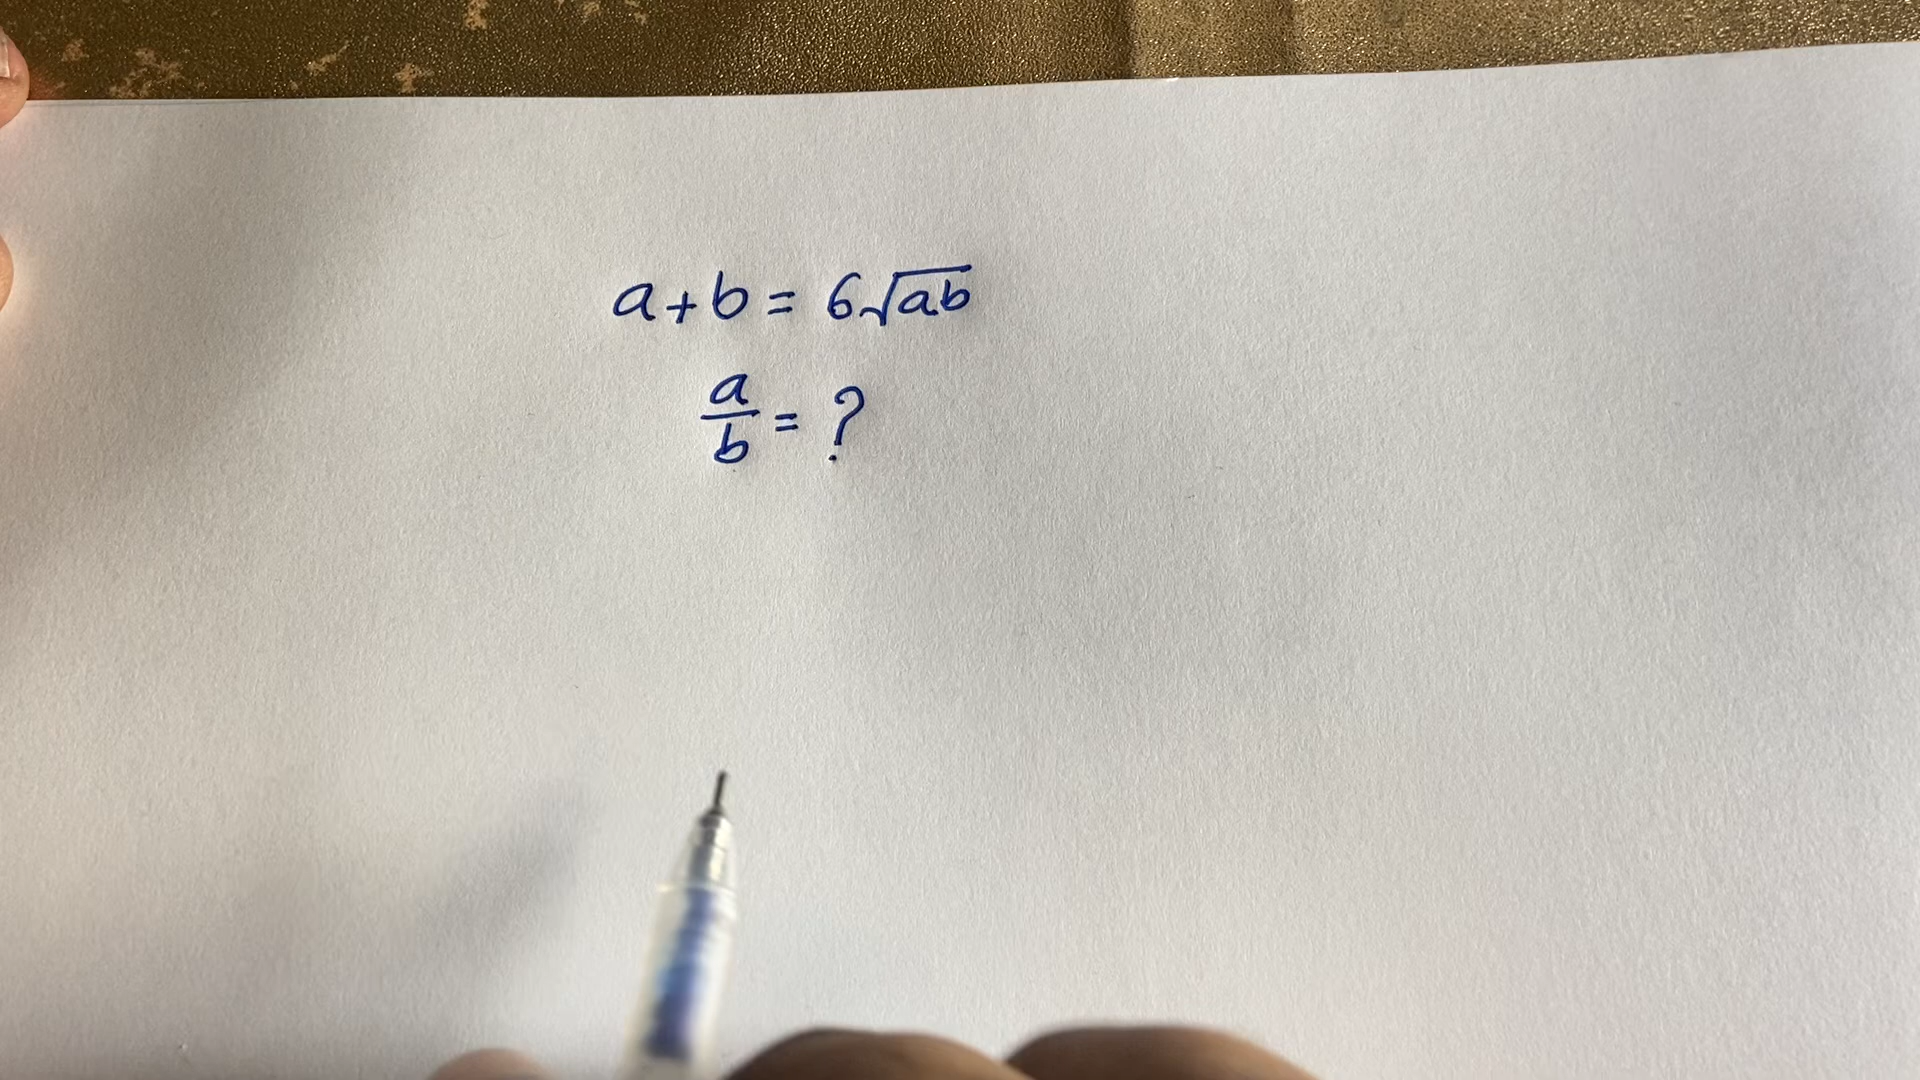 a+b = 6√ab
a/b = ?